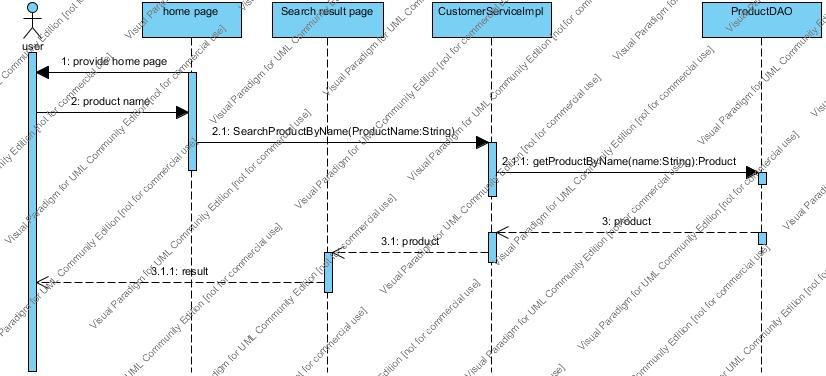 home page
Search result page
CustomerServiceImpl
ProductDAO
user
1: provide home page
2: product name
2.1: SearchProductByName(ProductName:String)
2.1.1: getProductByName(name:String):Product
3: product
3.1: product
3.1.1: result
Visual Paradigm for UML Community Edition [not for commercial use]